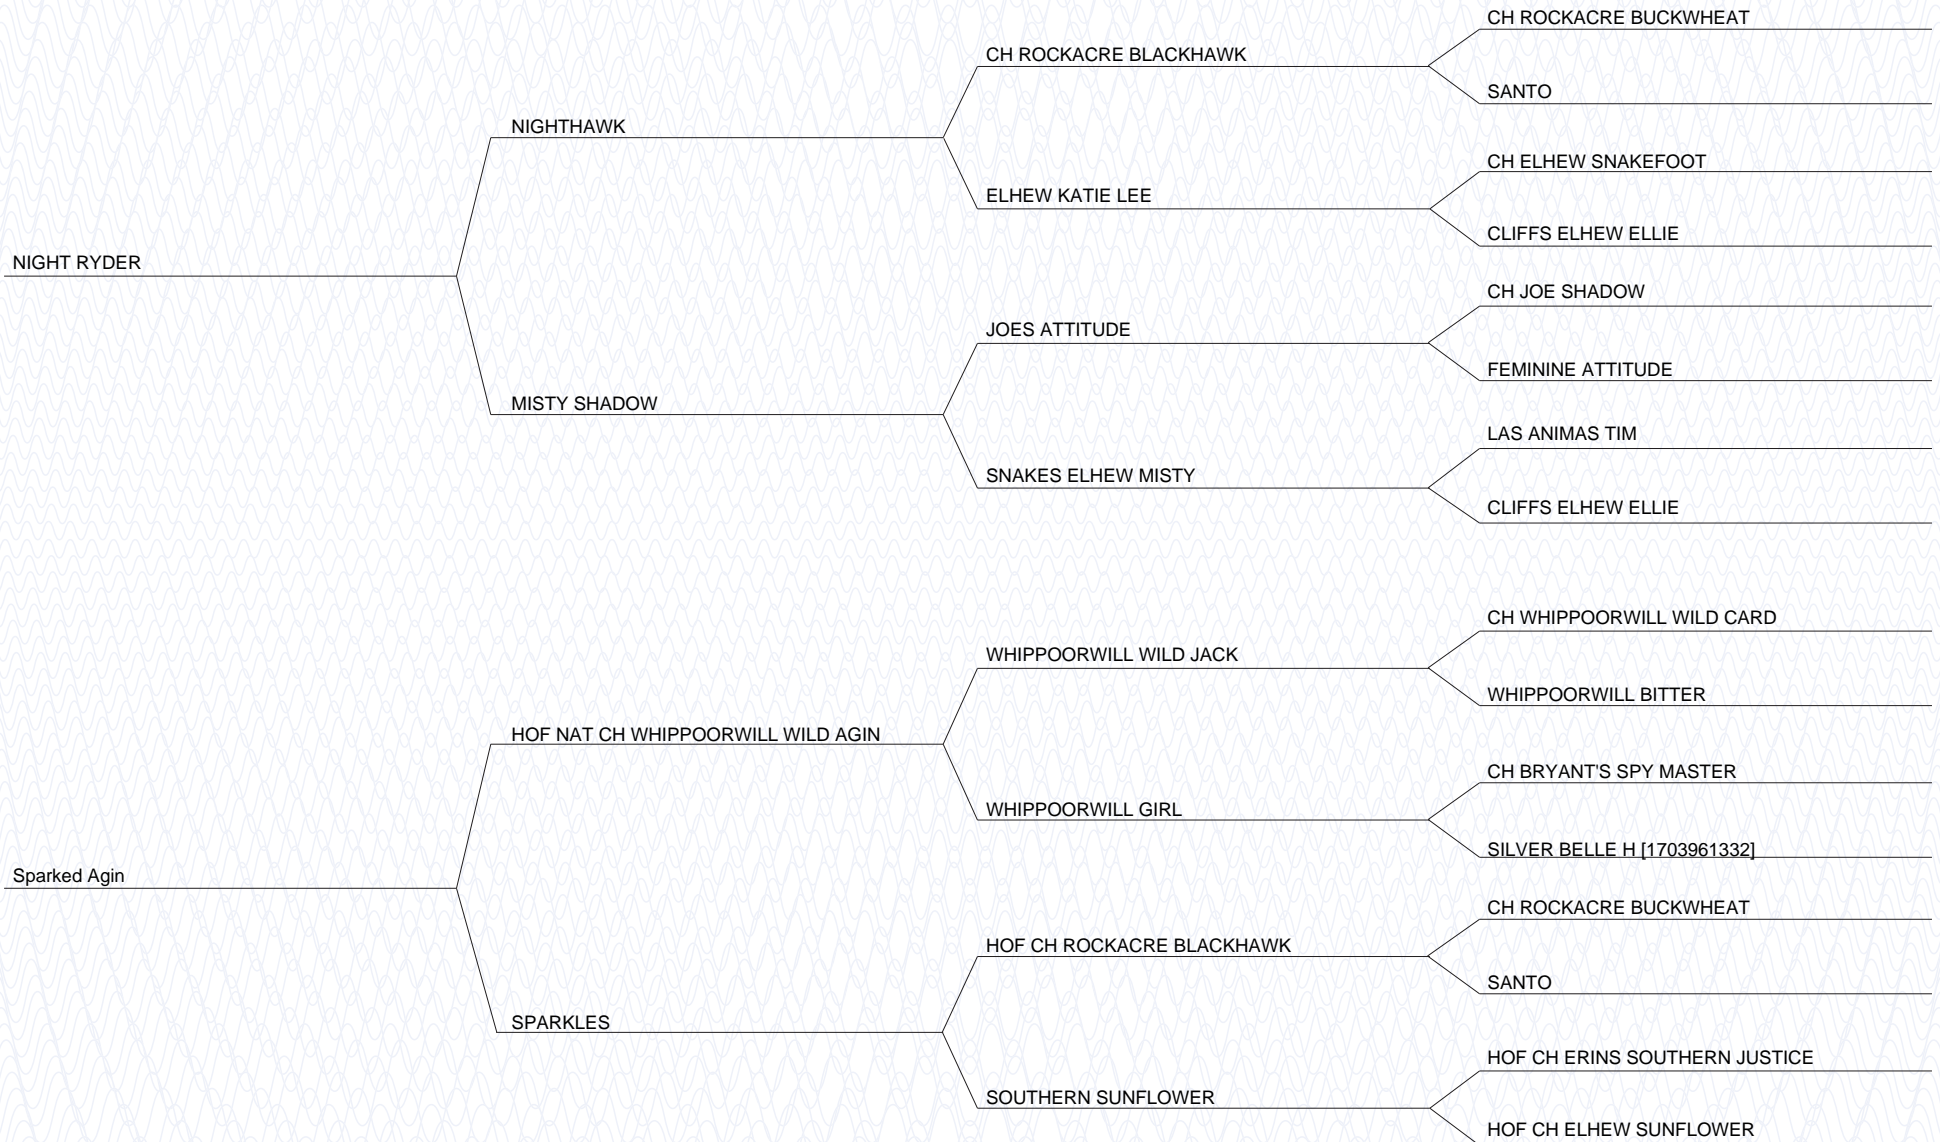 CH ROCKACRE BUCKWHEAT
CH ROCKACRE BLACKHAWK
SANTO
NIGHTHAWK
CH ELHEW SNAKEFOOT
ELHEW KATIE LEE
CLIFFS ELHEW ELLIE
NIGHT RYDER
CH JOE SHADOW
JOES ATTITUDE
FEMININE ATTITUDE
MISTY SHADOW
LAS ANIMAS TIM
SNAKES ELHEW MISTY
CLIFFS ELHEW ELLIE
CH WHIPPOORWILL WILD CARD
WHIPPOORWILL WILD JACK
WHIPPOORWILL BITTER
HOF NAT CH WHIPPOORWILL WILD AGIN
CH BRYANT'S SPY MASTER
WHIPPOORWILL GIRL
SILVER BELLE H [1703961332]
Sparked Agin
CH ROCKACRE BUCKWHEAT
HOF CH ROCKACRE BLACKHAWK
SANTO
SPARKLES
HOF CH ERINS SOUTHERN JUSTICE
SOUTHERN SUNFLOWER
HOF CH ELHEW SUNFLOWER